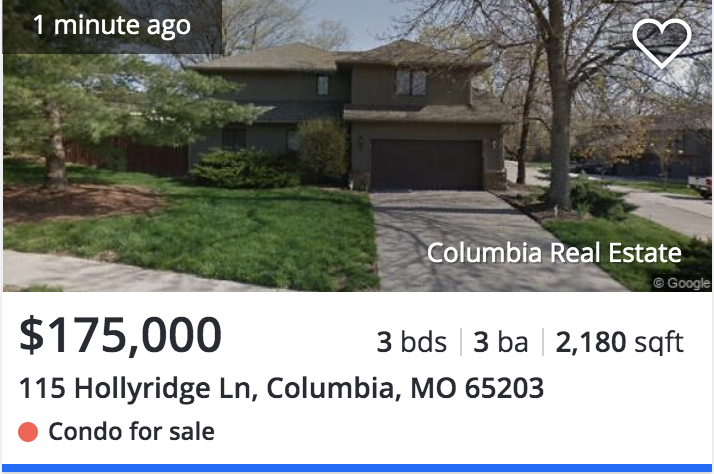 1 minute ago
Columbia Real Estate
© Google
$175,000
3 bds | 3 ba | 2,180 sqft
115 Hollyridge Ln, Columbia, MO 65203
Condo for sale